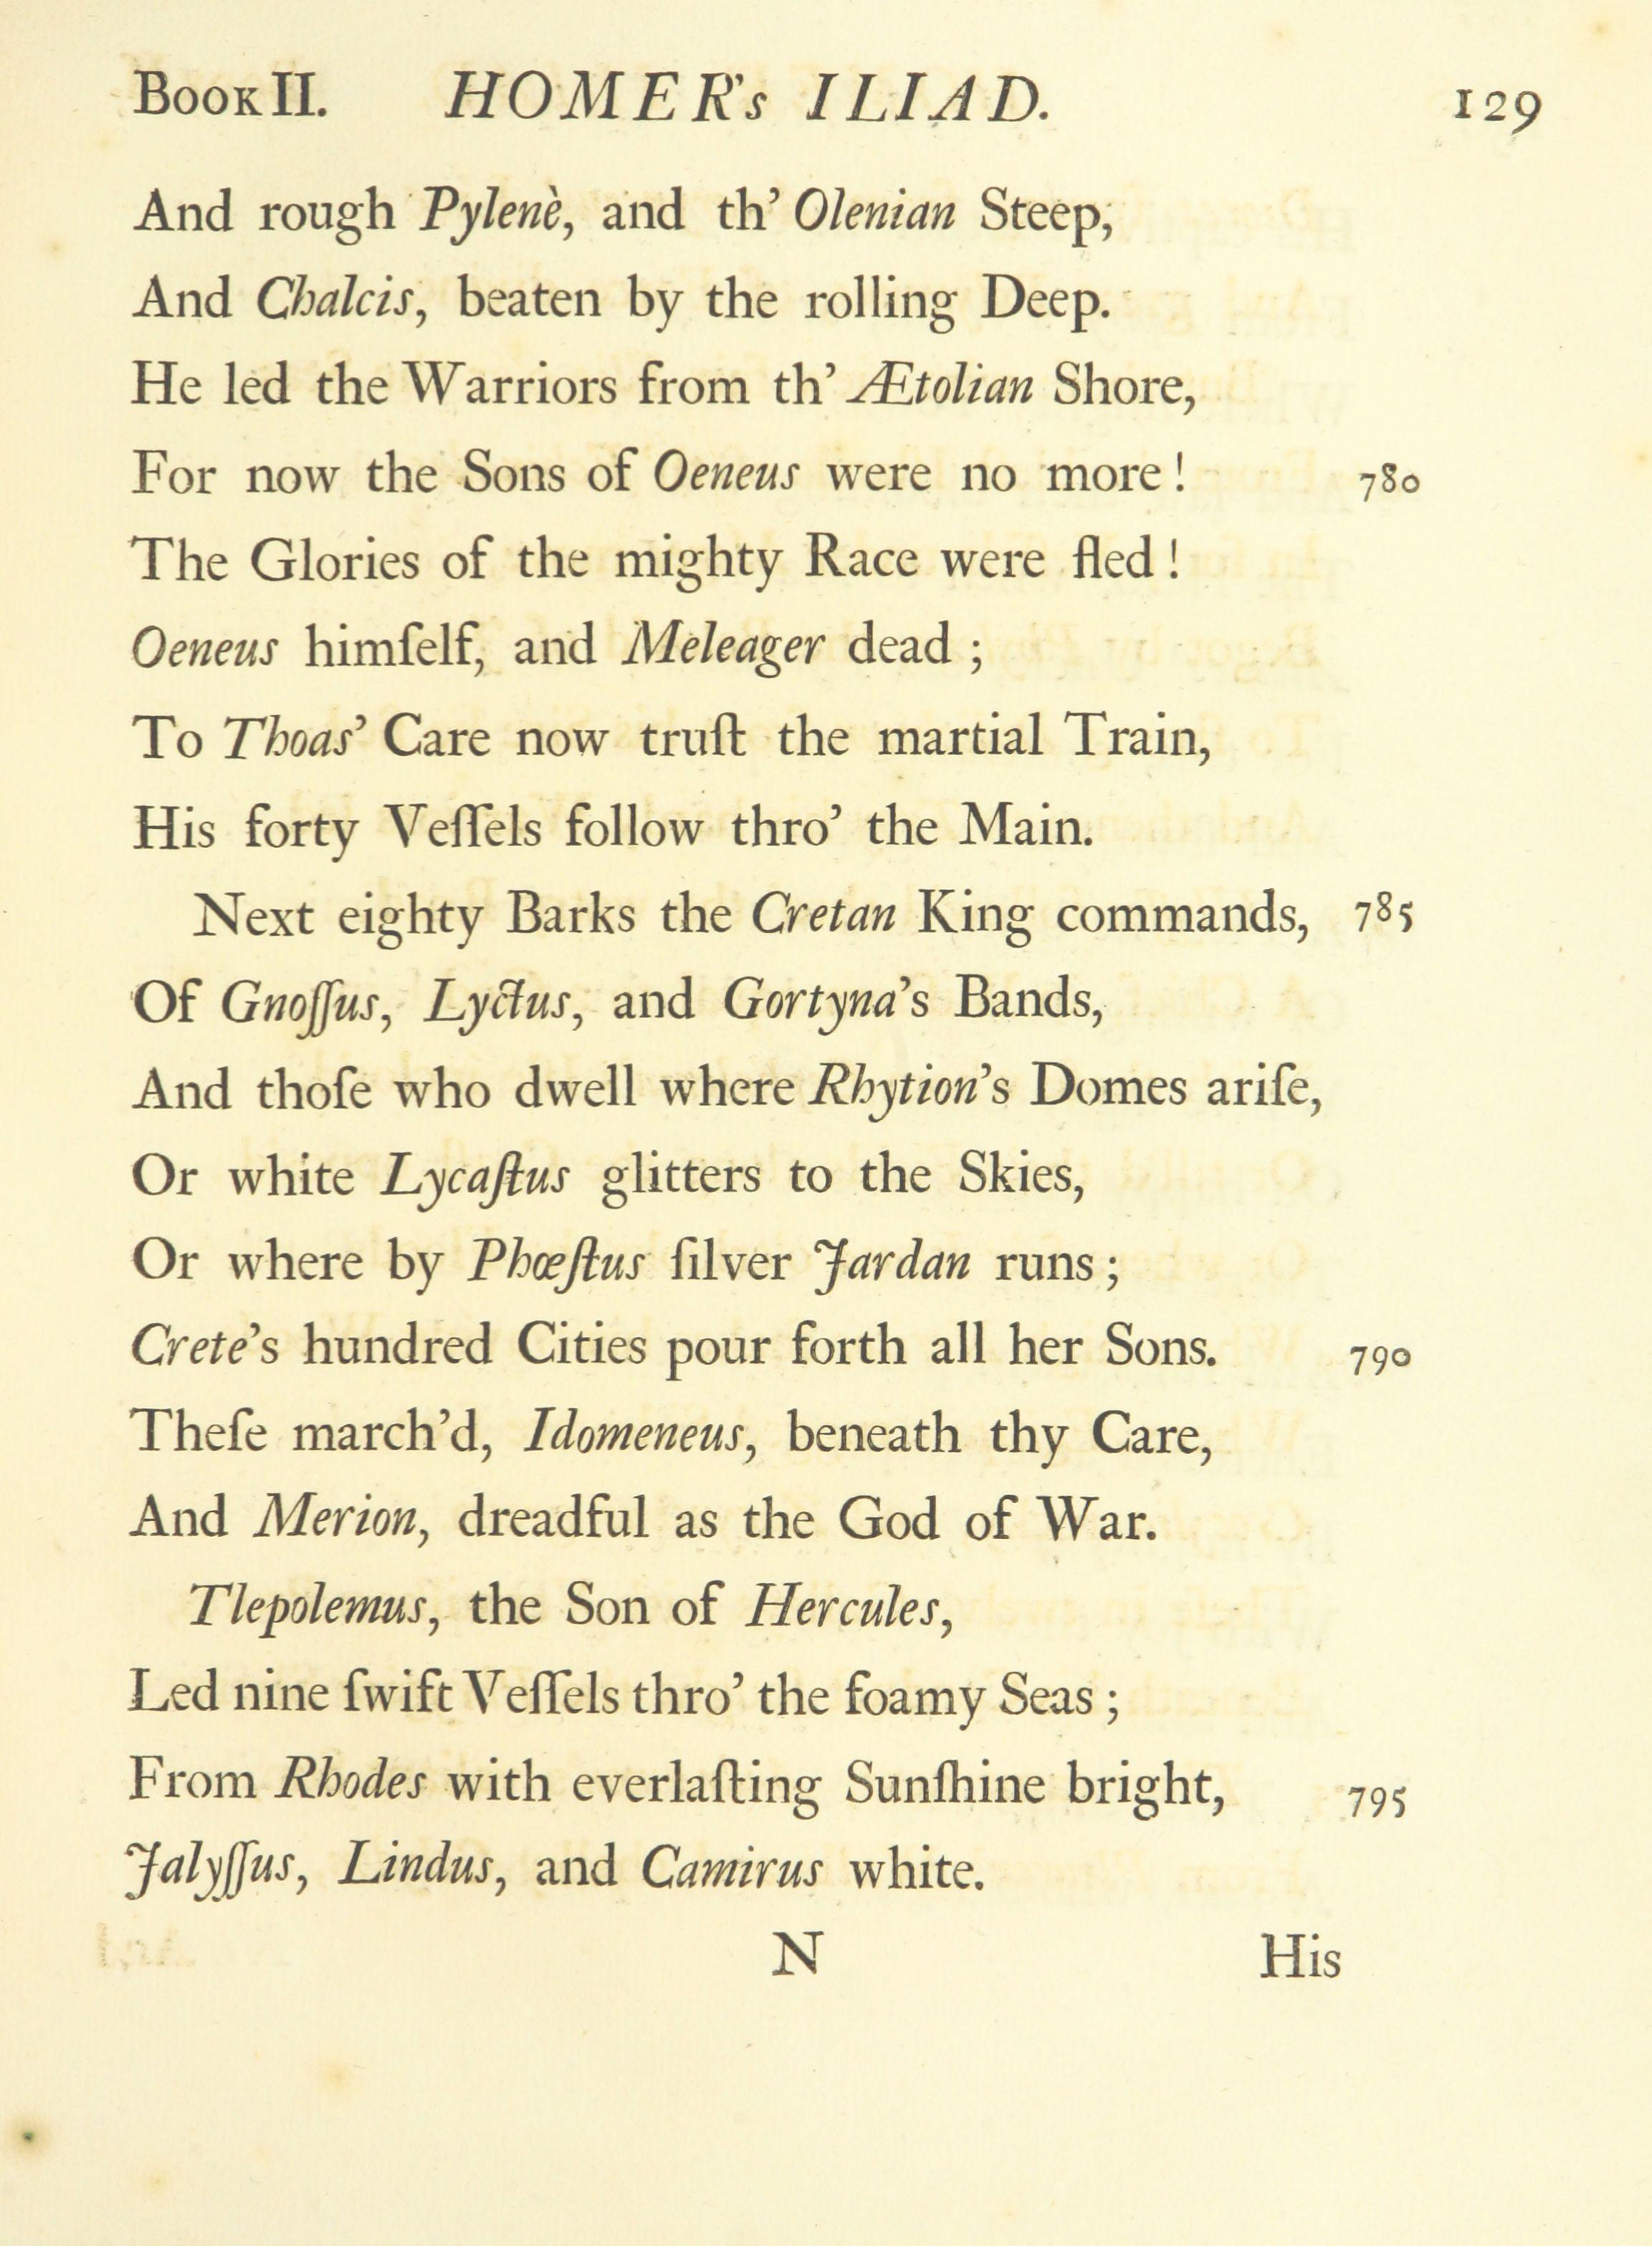 BOOK II. HOMER's ILIAD. 129
And rough Pylenè, and th' Olenian Steep,
And Chalcis, beaten by the rolling Deep.
He led the Warriors from th' Ætolian Shore,
For now the Sons of Oeneus were no more! 780
The Glories of the mighty Race were fled!
Oeneus himſelf, and Meleager dead;
To Thoas' Care now truſt the martial Train,
His forty Veſſels follow thro' the Main.
Next eighty Barks the Cretan King commands, 785
Of Gnoſſus, Lyctus, and Gortyna's Bands,
And thoſe who dwell where Rhytion's Domes ariſe,
Or white Lycaſtus glitters to the Skies,
Or where by Phœſtus ſilver Jardan runs;
Crete's hundred Cities pour forth all her Sons. 790
Theſe march'd, Idomeneus, beneath thy Care,
And Merion, dreadful as the God of War.
Tlepolemus, the Son of Hercules,
Led nine ſwift Veſſels thro' the foamy Seas;
From Rhodes with everlaſting Sunſhine bright, 795
Jalyſſus, Lindus, and Camirus white.
N His